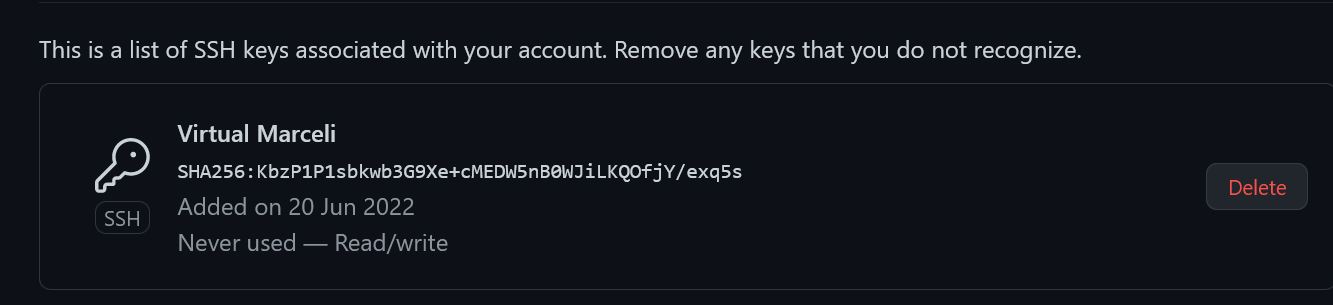 This is a list of SSH keys associated with your account. Remove any keys that you do not recognize.
Virtual Marceli
SHA256:KbzP1P1sbkwb3G9Xe+cMEDW5nB0WJiLKQOfjY/exq5s
Added on 20 Jun 2022
Never used — Read/write
SSH
Delete